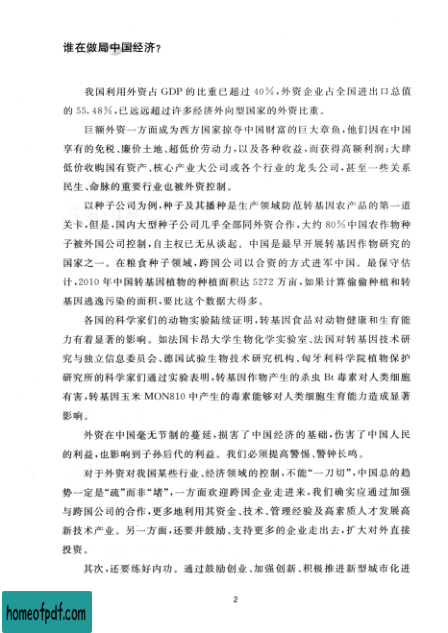 谁在做局中国经济?
我国利用外资占 GDP 的比重已超过 40%,外资企业占全国进出口总值
的 55.48%,已远远超过许多经济外向型国家的外资比重。
巨额外资一方面成为西方国家掠夺中国财富的巨大章鱼,他们因在中国
享有的免税、廉价土地、超低价劳动力,以及各种收益,而获得高额利润;大肆
低价收购国有资产、核心产业大公司或各个行业的龙头公司,甚至一些关系
民生、命脉的重要行业也被外资控制。
以种子公司为例,种子及其播种是生产领域防范转基因农产品的第一道
关卡,但是,国内大型种子公司几乎全部同外资合作,大约 80%中国农作物种
子被外国公司控制,自主权已无从谈起。中国是最早开展转基因作物研究的
国家之一。在粮食种子领域,跨国公司以合资的方式进军中国。最保守估
计,2010 年中国转基因植物的种植面积达 5272 万亩,如果计算偷偷种植和转
基因逃逸污染的面积,要比这个数据大得多。
各国的科学家们的动物实验陆续证明,转基因食品对动物健康和生育能
力有着显著的影响。如法国卡昂大学生物化学实验室、法国对转基因技术研
究与独立信息委员会、德国试验生物技术研究机构、匈牙利科学院植物保护
研究所的科学家们通过实验表明,转基因作物产生的杀虫 Bt 毒素对人类细胞
有害,转基因玉米 MON810 中产生的毒素能够对人类细胞生育能力造成显著
影响。
外资在中国毫无节制的蔓延,损害了中国经济的基础,伤害了中国人民
的利益,也影响到子孙后代的利益。我们必须提高警惕、警钟长鸣。
对于外资对我国某些行业、经济领域的控制,不能“一刀切”,中国总的趋
势一定是“疏”而非“堵”,一方面欢迎跨国企业走进来,我们确实应通过加强
与跨国公司的合作,更多地利用其资金、技术、管理经验及高素质人才发展高
新技术产业。另一方面,还要并鼓励、支持更多的企业走出去,扩大对外直接
投资。
其次,还要练好内功。通过鼓励创业、加强创新、积极推进新型城市化进
2
homeofpdf.com